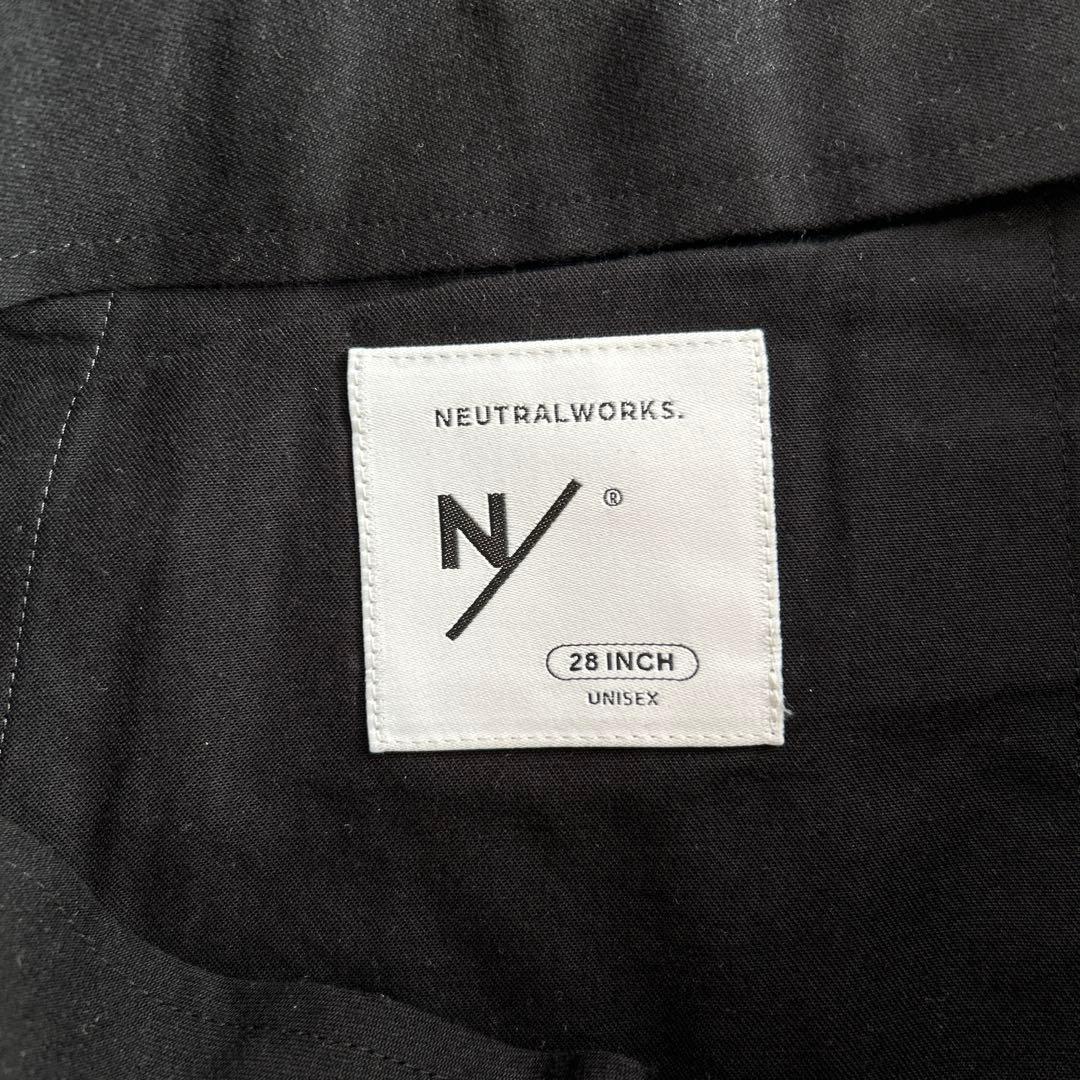 NEUTRALWORKS.
N/ ®
28 INCH
UNISEX